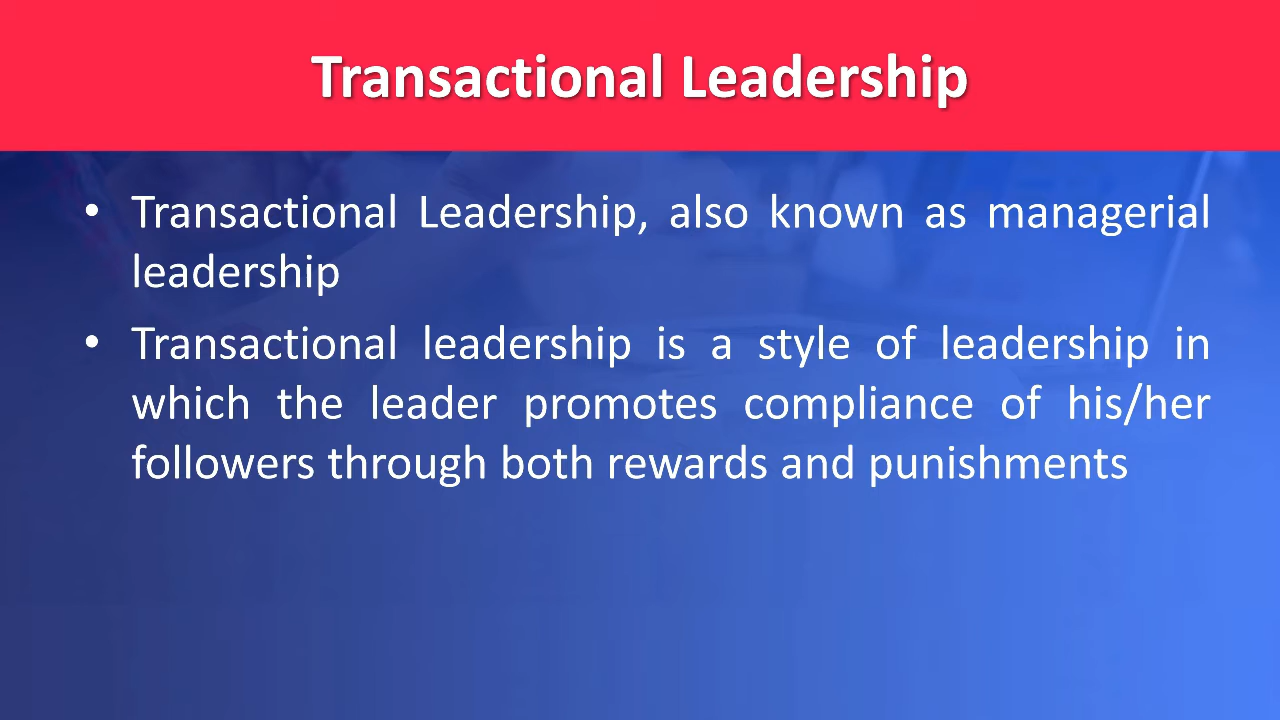 Transactional Leadership
• Transactional Leadership, also known as managerial
leadership
• Transactional leadership is a style of leadership in
which the leader promotes compliance of his/her
followers through both rewards and punishments